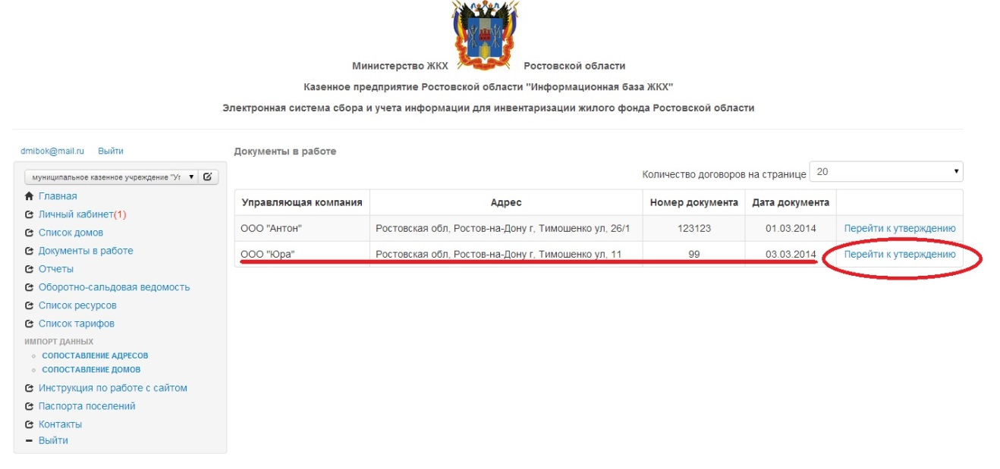 Министерство ЖКХ Ростовской области
Казенное предприятие Ростовской области "Информационная база ЖКХ"
Электронная система сбора и учета информации для инвентаризации жилого фонда Ростовской области
dmibok@mail.ru Выйти
муниципальное казенное учреждение "Уг
Главная
Личный кабинет(1)
Список домов
Документы в работе
Отчеты
Оборотно-сальдовая ведомость
Список ресурсов
Список тарифов
ИМПОРТ ДАННЫХ
СОПОСТАВЛЕНИЕ АДРЕСОВ
СОПОСТАВЛЕНИЕ ДОМОВ
Инструкция по работе с сайтом
Паспорта поселений
Контакты
Выйти
Документы в работе
Количество договоров на странице 20
Управляющая компания Адрес Номер документа Дата документа
ООО "Антон" Ростовская обл, Ростов-на-Дону г, Тимошенко ул, 26/1 123123 01.03.2014 Перейти к утверждению
ООО "Юра" Ростовская обл, Ростов-на-Дону г, Тимошенко ул, 11 99 03.03.2014 Перейти к утверждению